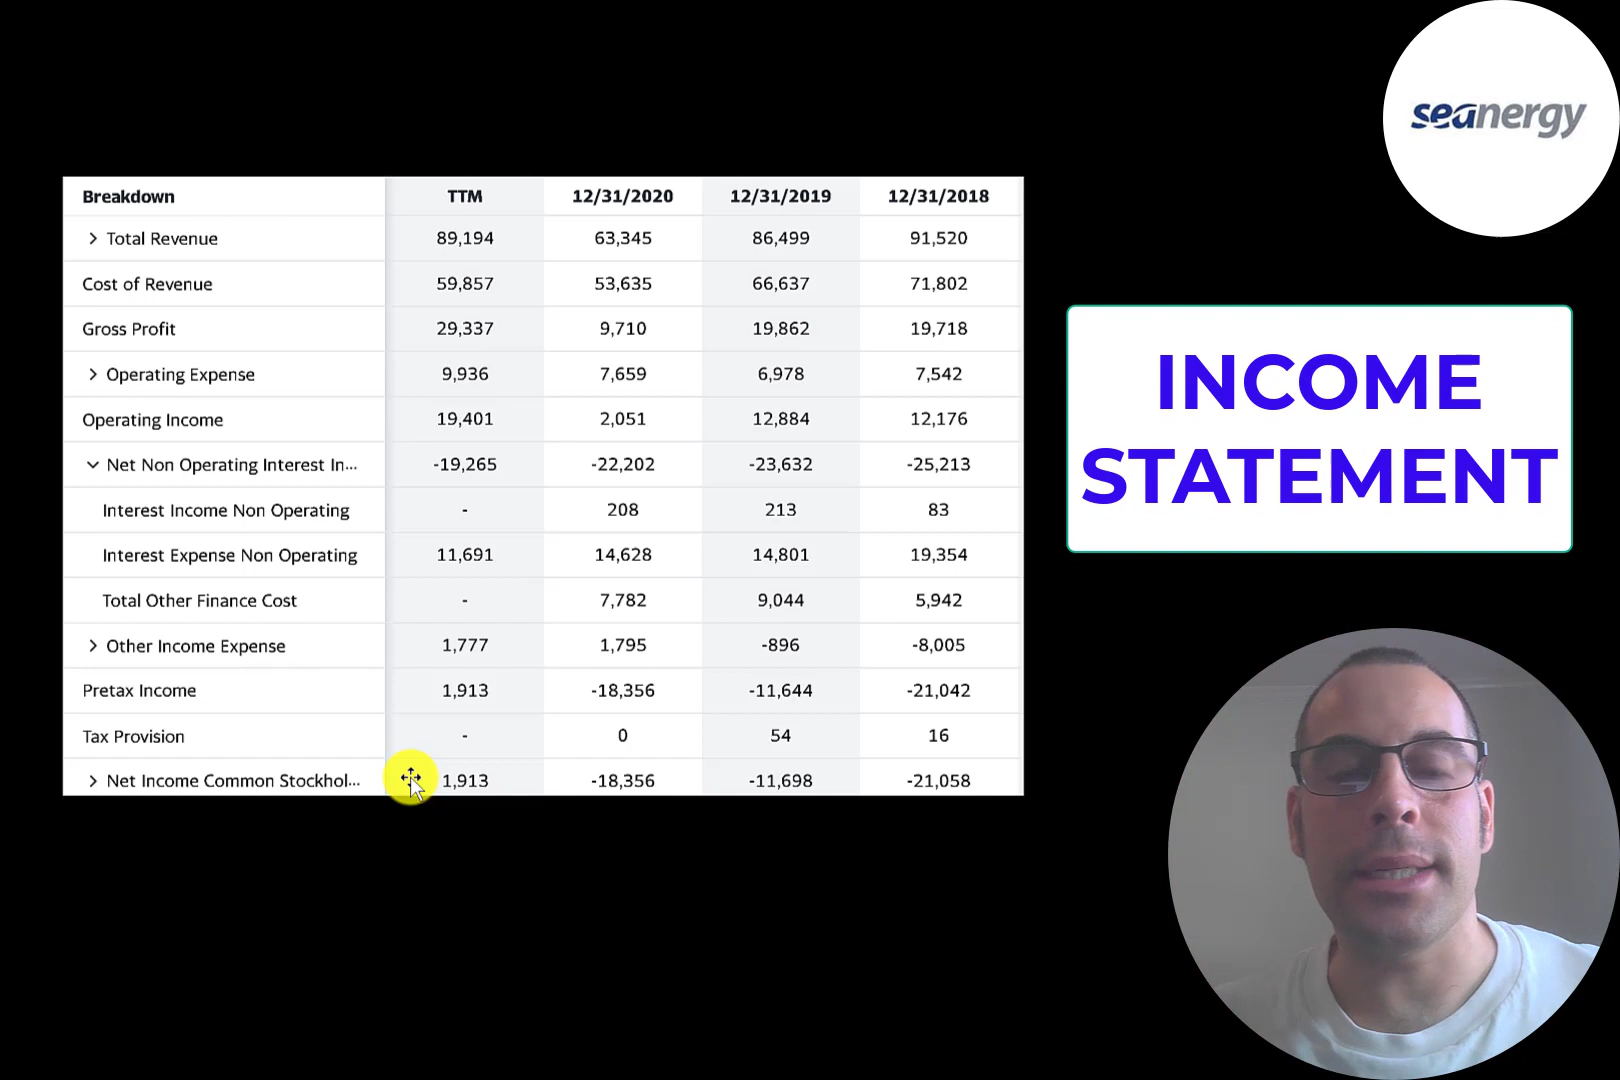 seanergy
Breakdown TTM 12/31/2020 12/31/2019 12/31/2018
Total Revenue 89,194 63,345 86,499 91,520
Cost of Revenue 59,857 53,635 66,637 71,802
Gross Profit 29,337 9,710 19,862 19,718
Operating Expense 9,936 7,659 6,978 7,542
Operating Income 19,401 2,051 12,884 12,176
Net Non Operating Interest In... -19,265 -22,202 -23,632 -25,213
Interest Income Non Operating - 208 213 83
Interest Expense Non Operating 11,691 14,628 14,801 19,354
Total Other Finance Cost - 7,782 9,044 5,942
Other Income Expense 1,777 1,795 -896 -8,005
Pretax Income 1,913 -18,356 -11,644 -21,042
Tax Provision - 0 54 16
Net Income Common Stockhol... 1,913 -18,356 -11,698 -21,058
INCOME
STATEMENT